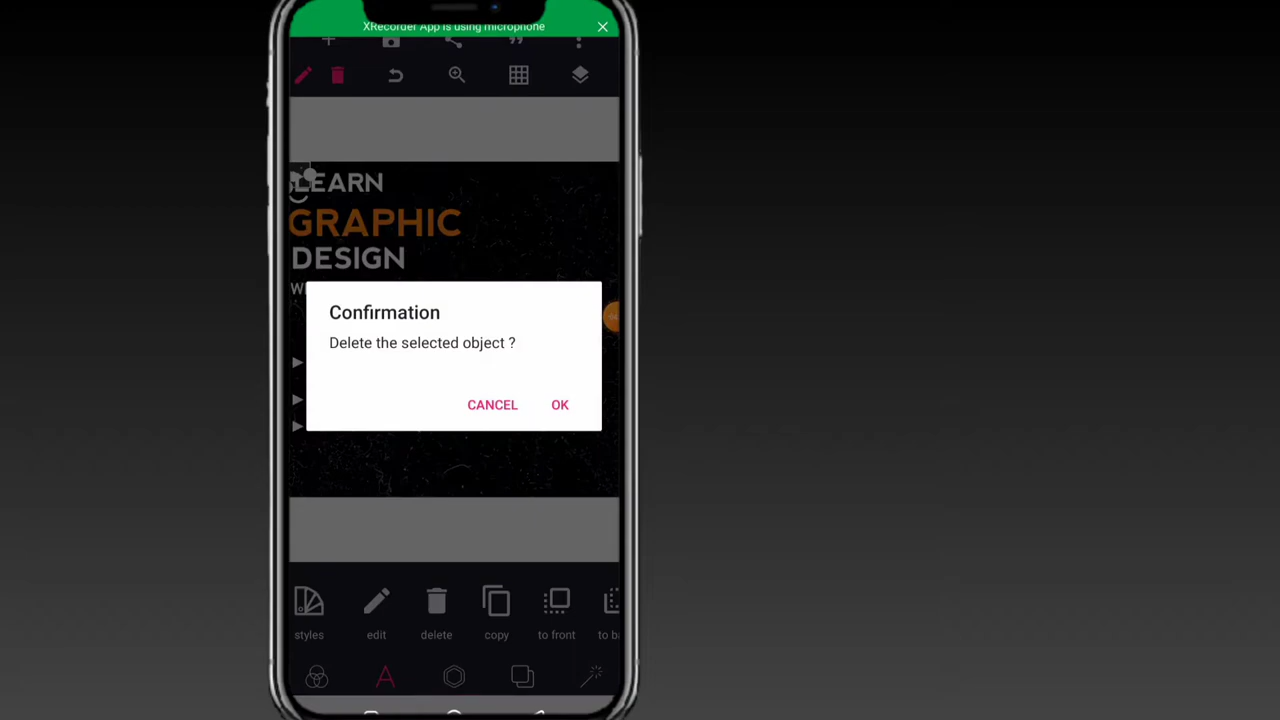 XRecorder App is using microphone
LEARN
GRAPHIC
DESIGN
Confirmation
Delete the selected object ?
CANCEL OK
styles edit delete copy to front